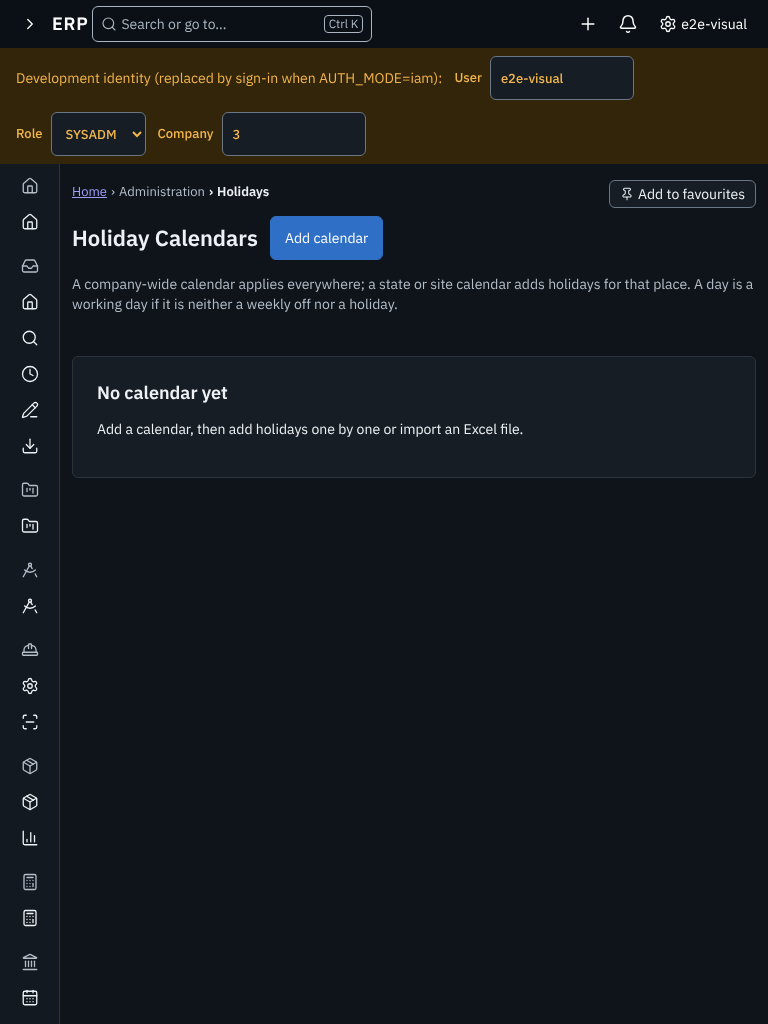 ERP
Search or go to...
Ctrl K
e2e-visual
Development identity (replaced by sign-in when AUTH_MODE=iam):
User
e2e-visual
Role
SYSADM
Company
3
Home › Administration › Holidays
Add to favourites
Holiday Calendars
Add calendar
A company-wide calendar applies everywhere; a state or site calendar adds holidays for that place. A day is a
working day if it is neither a weekly off nor a holiday.
No calendar yet
Add a calendar, then add holidays one by one or import an Excel file.